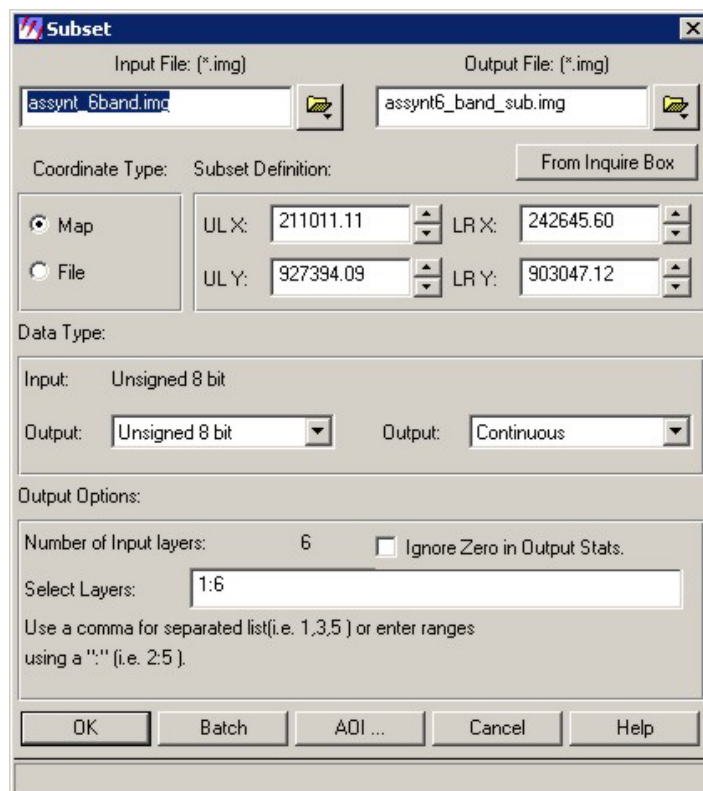 Subset
Input File: (*.img) Output File: (*.img)
assynt_6band.img assynt6_band_sub.img
From Inquire Box
Coordinate Type: Subset Definition:
Map UL X: 211011.11 LR X: 242645.60
File UL Y: 927394.09 LR Y: 903047.12
Data Type:
Input: Unsigned 8 bit
Output: Unsigned 8 bit Output: Continuous
Output Options:
Number of Input layers: 6 Ignore Zero in Output Stats.
Select Layers: 1:6
Use a comma for separated list(i.e. 1,3,5 ) or enter ranges
using a ":" (i.e. 2:5 ).
OK Batch AOI ... Cancel Help